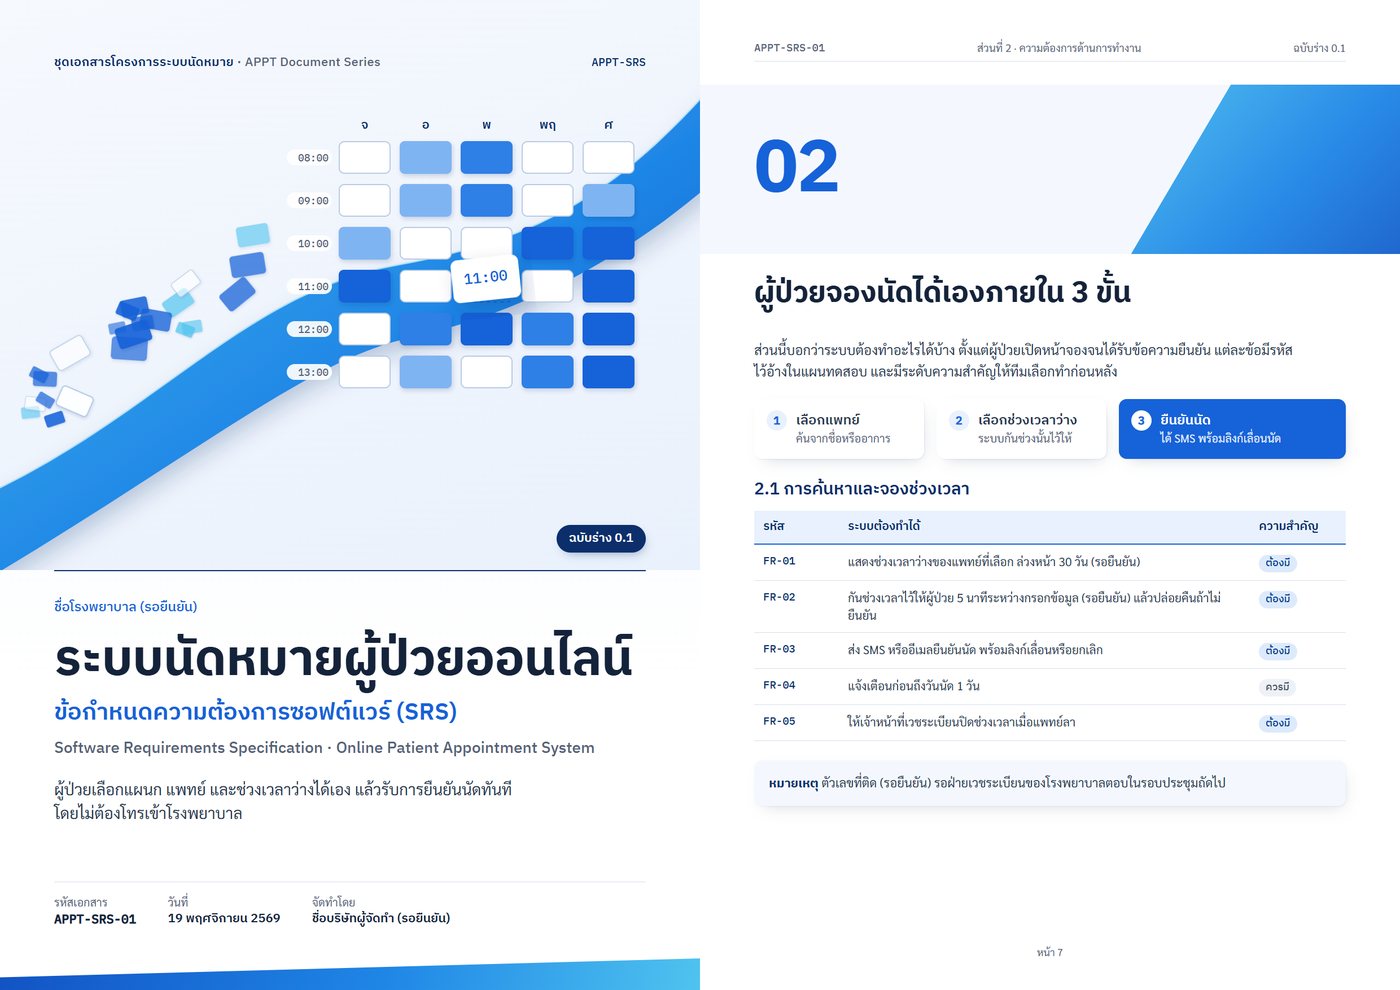 ชุดเอกสารโครงการระบบนัดหมาย · APPT Document Series
APPT-SRS
จ อ พ พฤ ศ
08:00
09:00
10:00
11:00
11:00
12:00
13:00
ฉบับร่าง 0.1
ชื่อโรงพยาบาล (รอยืนยัน)
ระบบนัดหมายผู้ป่วยออนไลน์
ข้อกำหนดความต้องการซอฟต์แวร์ (SRS)
Software Requirements Specification · Online Patient Appointment System
ผู้ป่วยเลือกแผนก แพทย์ และช่วงเวลาว่างได้เอง แล้วรับการยืนยันนัดทันที
โดยไม่ต้องโทรเข้าโรงพยาบาล
รหัสเอกสาร
APPT-SRS-01
วันที่
19 พฤศจิกายน 2569
จัดทำโดย
ชื่อบริษัทผู้จัดทำ (รอยืนยัน)
APPT-SRS-01
ส่วนที่ 2 · ความต้องการด้านการทำงาน
ฉบับร่าง 0.1
02
ผู้ป่วยจองนัดได้เองภายใน 3 ขั้น
ส่วนนี้บอกว่าระบบต้องทำอะไรได้บ้าง ตั้งแต่ผู้ป่วยเปิดหน้าจองจนได้รับข้อความยืนยัน แต่ละข้อมีรหัส
ไว้อ้างในแผนทดสอบ และมีระดับความสำคัญให้ทีมเลือกทำก่อนหลัง
1 เลือกแพทย์
ค้นจากชื่อหรืออาการ
2 เลือกช่วงเวลาว่าง
ระบบกันช่วงนั้นไว้ให้
3 ยืนยันนัด
ได้ SMS พร้อมลิงก์เลื่อนนัด
2.1 การค้นหาและจองช่วงเวลา
รหัส ระบบต้องทำได้ ความสำคัญ
FR-01 แสดงช่วงเวลาว่างของแพทย์ที่เลือก ล่วงหน้า 30 วัน (รอยืนยัน) ต้องมี
FR-02 กันช่วงเวลาไว้ให้ผู้ป่วย 5 นาทีระหว่างกรอกข้อมูล (รอยืนยัน) แล้วปล่อยคืนถ้าไม่ ต้องมี
ยืนยัน
FR-03 ส่ง SMS หรืออีเมลยืนยันนัด พร้อมลิงก์เลื่อนหรือยกเลิก ต้องมี
FR-04 แจ้งเตือนก่อนถึงวันนัด 1 วัน ควรมี
FR-05 ให้เจ้าหน้าที่เวชระเบียนปิดช่วงเวลาเมื่อแพทย์ลา ต้องมี
หมายเหตุ ตัวเลขที่ติด (รอยืนยัน) รอฝ่ายเวชระเบียนของโรงพยาบาลตอบในรอบประชุมถัดไป
หน้า 7